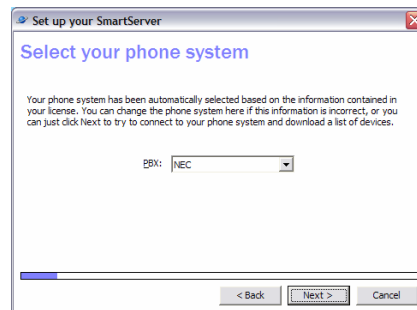 Set up your SmartServer
Select your phone system
Your phone system has been automatically selected based on the information contained in
your license. You can change the phone system here if this information is incorrect, or you
can just click Next to try to connect to your phone system and download a list of devices.
PBX: NEC
< Back Next > Cancel